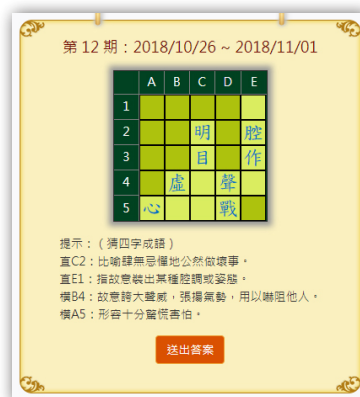 第 12 期：2018/10/26 ~ 2018/11/01
A B C D E
1
2 明 腔
3 目 作
4 虛 聲
5 心 戰
提示：（猜四字成語）
直C2：比喻肆無忌憚地公然做壞事。
直E1：指故意裝出某種腔調或姿態。
橫B4：故意誇大聲威，張揚氣勢，用以嚇阻他人。
橫A5：形容十分驚慌害怕。
送出答案